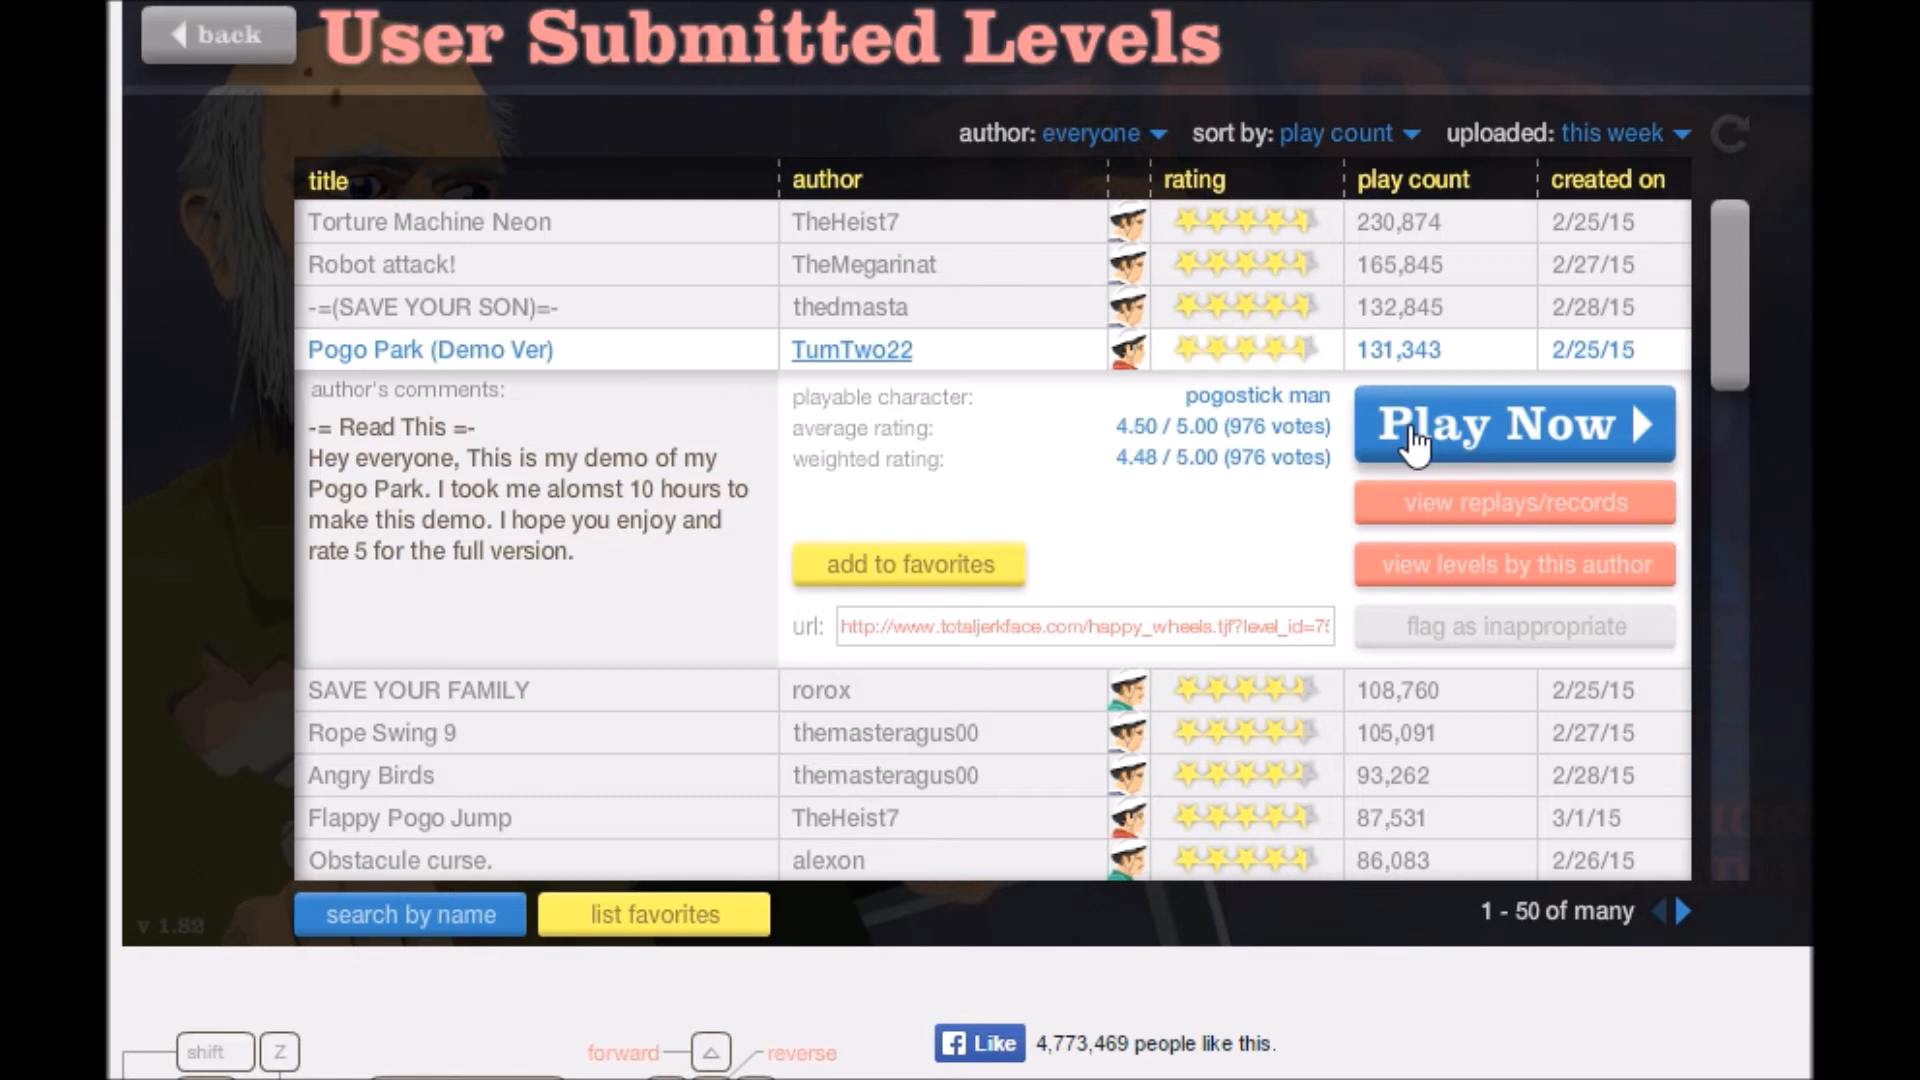 back
User Submitted Levels
author: everyone sort by: play count uploaded: this week
title author rating play count created on
Torture Machine Neon TheHeist7 230,874 2/25/15
Robot attack! TheMegarinat 165,845 2/27/15
-=(SAVE YOUR SON)=- thedmasta 132,845 2/28/15
Pogo Park (Demo Ver) TurnTwo22 131,343 2/25/15
author's comments:
-= Read This =-
Hey everyone, This is my demo of my
Pogo Park. I took me alomst 10 hours to
make this demo. I hope you enjoy and
rate 5 for the full version.
playable character: pogostick man
average rating: 4.50 / 5.00 (976 votes)
weighted rating: 4.48 / 5.00 (976 votes)
add to favorites
url: http://www.totaljerkface.com/happy_wheels.tjf?level_id=7
Play Now
view replays/records
view levels by this author
flag as inappropriate
SAVE YOUR FAMILY rorox 108,760 2/25/15
Rope Swing 9 themasteragus00 105,091 2/27/15
Angry Birds themasteragus00 93,262 2/28/15
Flappy Pogo Jump TheHeist7 87,531 3/1/15
Obstacule curse. alexon 86,083 2/26/15
search by name list favorites 1 - 50 of many
v 1.82
shift Z forward reverse
Like 4,773,469 people like this.